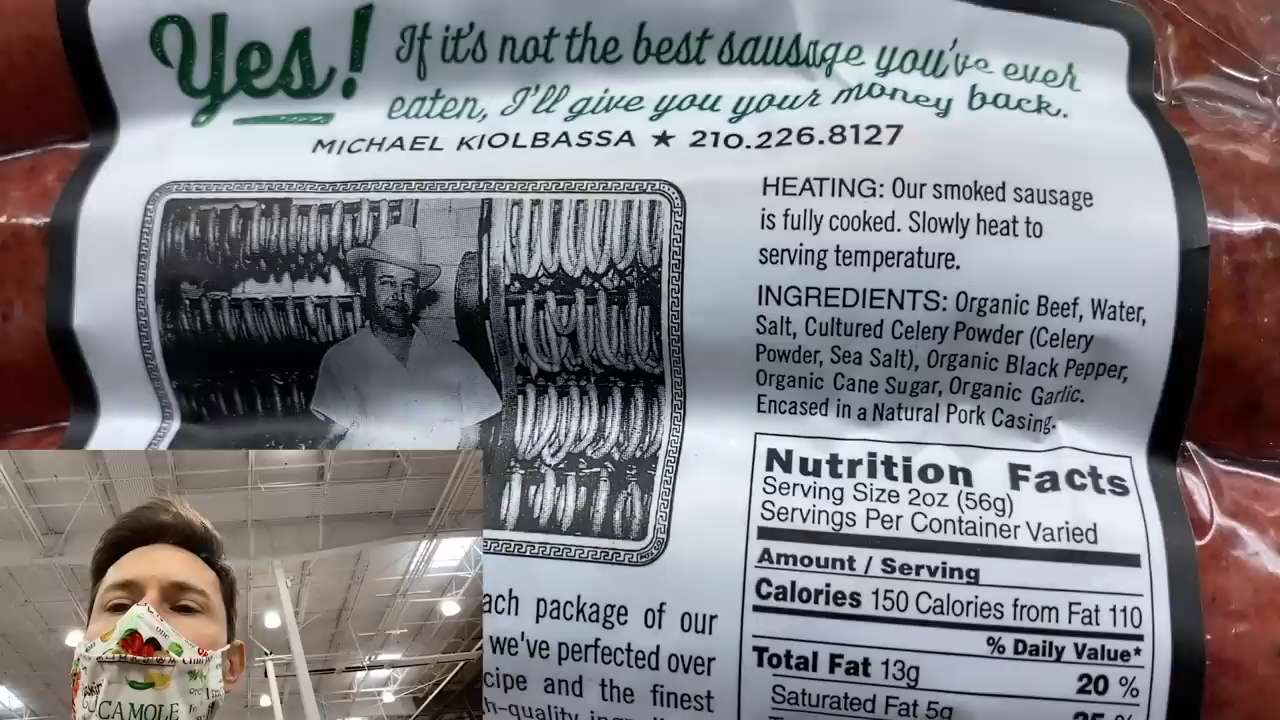 Yes! If it's not the best sausage you've ever
eaten, I'll give you your money back.
MICHAEL KIOLBASSA ★ 210.226.8127
HEATING: Our smoked sausage
is fully cooked. Slowly heat to
serving temperature.
INGREDIENTS: Organic Beef, Water,
Salt, Cultured Celery Powder (Celery
Powder, Sea Salt), Organic Black Pepper,
Organic Cane Sugar, Organic Garlic.
Encased in a Natural Pork Casing.
Nutrition Facts
Serving Size 2oz (56g)
Servings Per Container Varied
Amount / Serving
Calories 150 Calories from Fat 110
% Daily Value*
Total Fat 13g 20 %
Saturated Fat 5g
ach package of our
we've perfected over
cipe and the finest
CAMOLE